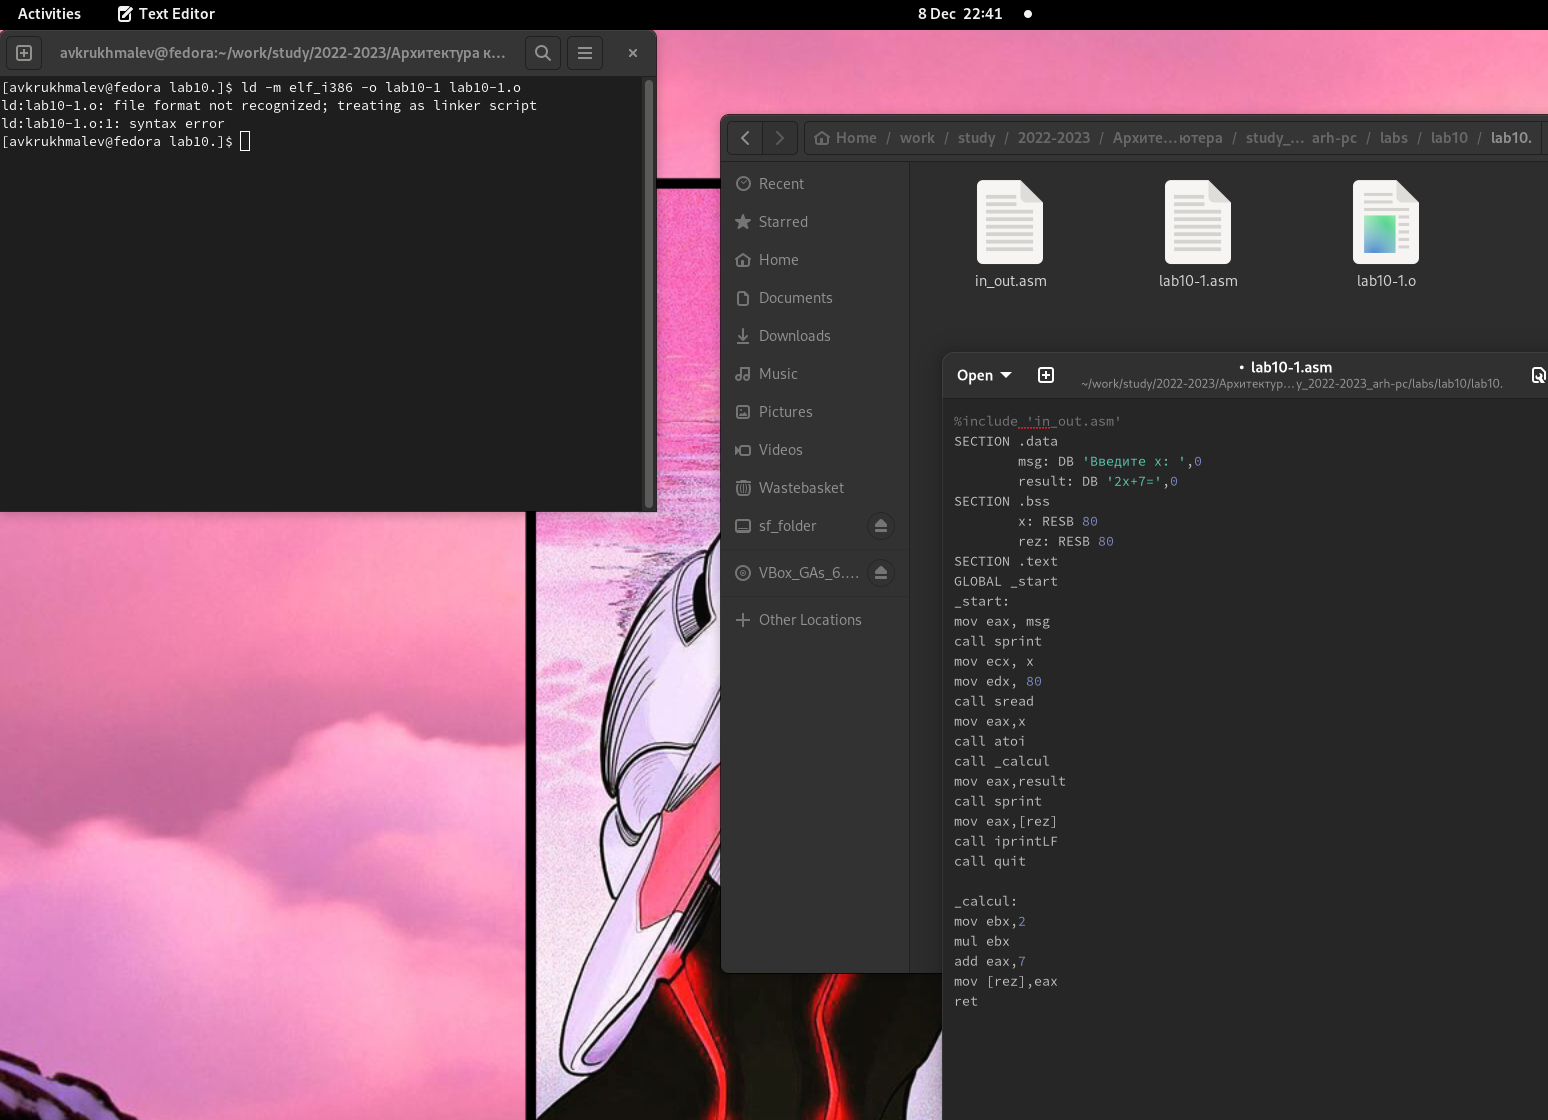 Activities
Text Editor
8 Dec 22:41
avkrukhmalev@fedora:~/work/study/2022-2023/Архитектура к...
[avkrukhmalev@fedora lab10.]$ ld -m elf_i386 -o lab10-1 lab10-1.o
ld:lab10-1.o: file format not recognized; treating as linker script
ld:lab10-1.o:1: syntax error
[avkrukhmalev@fedora lab10.]$
Home / work / study / 2022-2023 / Архите...ютера / study_... arh-pc / labs / lab10 / lab10.
Recent
Starred
Home
Documents
Downloads
Music
Pictures
Videos
Wastebasket
sf_folder
VBox_GAs_6....
Other Locations
in_out.asm
lab10-1.asm
lab10-1.o
Open
• lab10-1.asm
~/work/study/2022-2023/Архитектур...y_2022-2023_arh-pc/labs/lab10/lab10.
%include 'in_out.asm'
SECTION .data
msg: DB 'Введите x: ',0
result: DB '2x+7=',0
SECTION .bss
x: RESB 80
rez: RESB 80
SECTION .text
GLOBAL _start
_start:
mov eax, msg
call sprint
mov ecx, x
mov edx, 80
call sread
mov eax,x
call atoi
call _calcul
mov eax,result
call sprint
mov eax,[rez]
call iprintLF
call quit
_calcul:
mov ebx,2
mul ebx
add eax,7
mov [rez],eax
ret